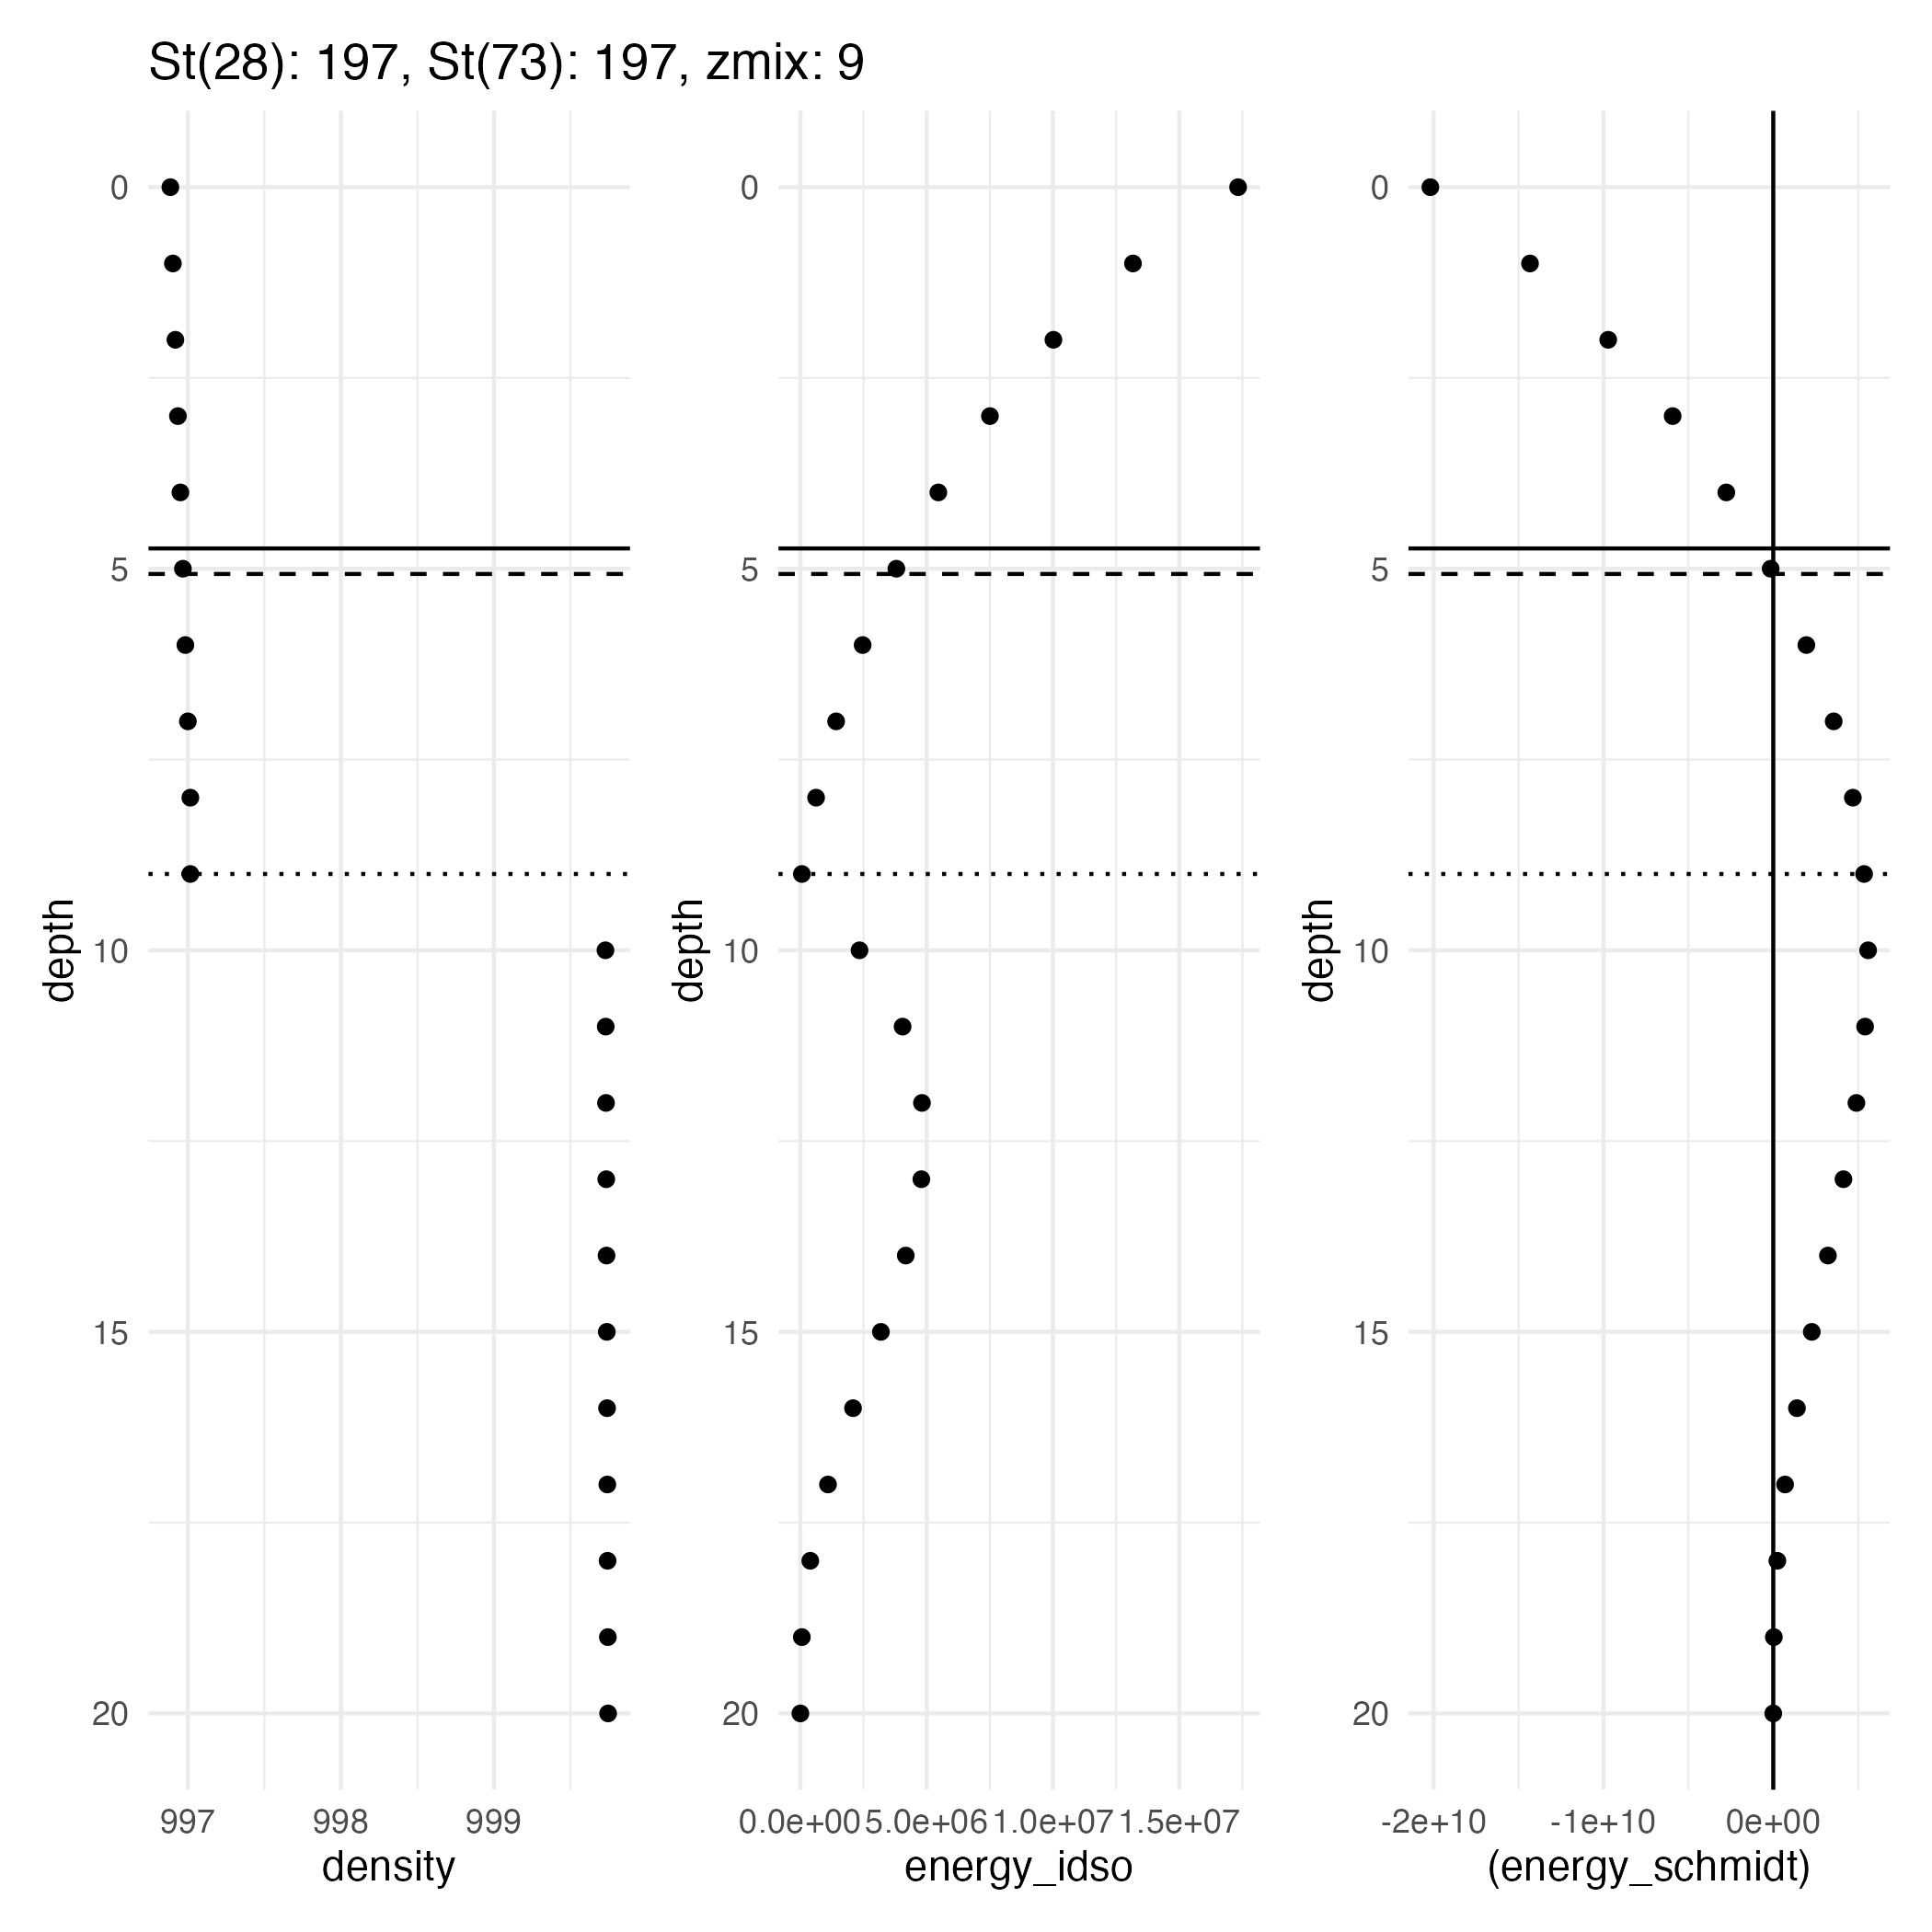 St(28): 197, St(73): 197, zmix: 9
depth
0
5
10
15
20
997 998 999
density
depth
0
5
10
15
20
0.0e+00 5.0e+06 1.0e+07 1.5e+07
energy_idso
depth
0
5
10
15
20
-2e+10 -1e+10 0e+00
(energy_schmidt)